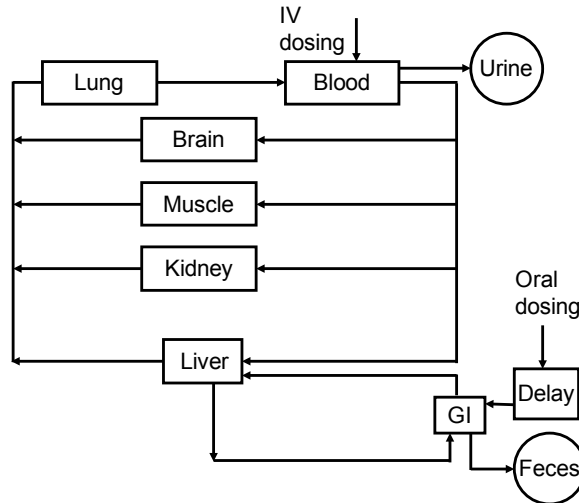 IV
dosing
Urine
Lung
Blood
Brain
Muscle
Kidney
Oral
dosing
Liver
Delay
GI
Feces